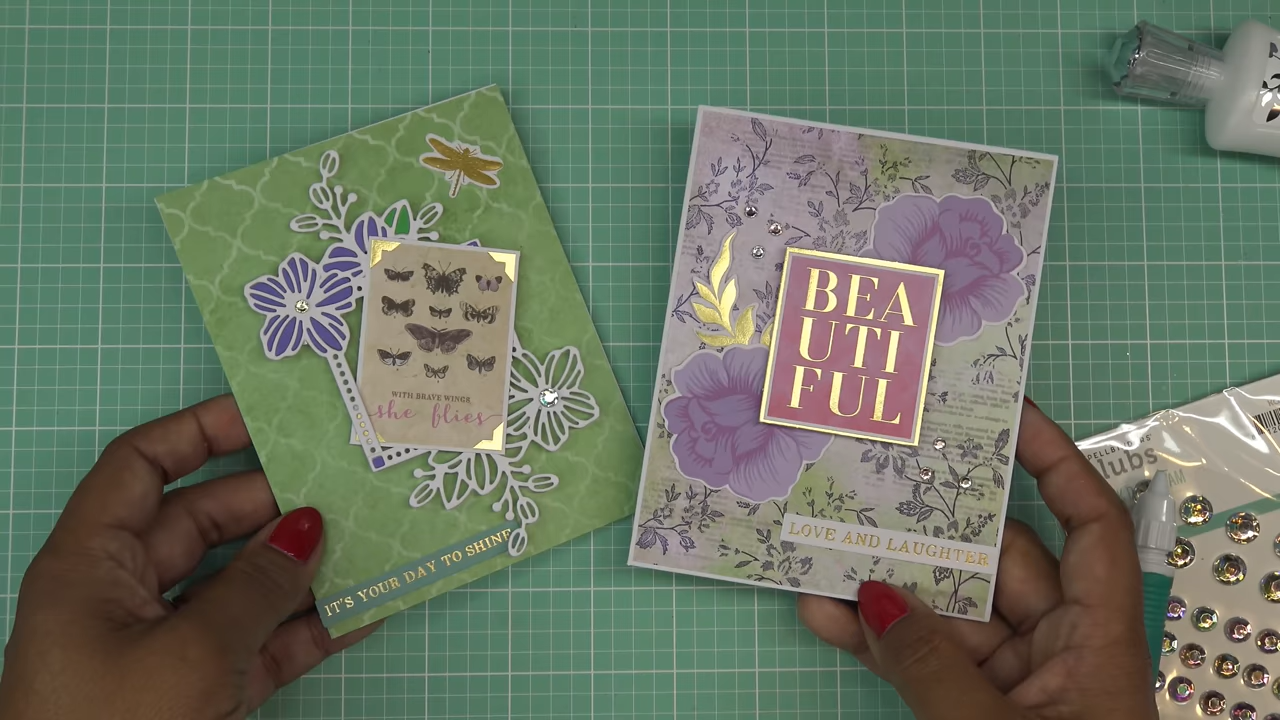 WITH BRAVE WINGS
she flies
IT'S YOUR DAY TO SHINE
BEA
UTI
FUL
LOVE AND LAUGHTER